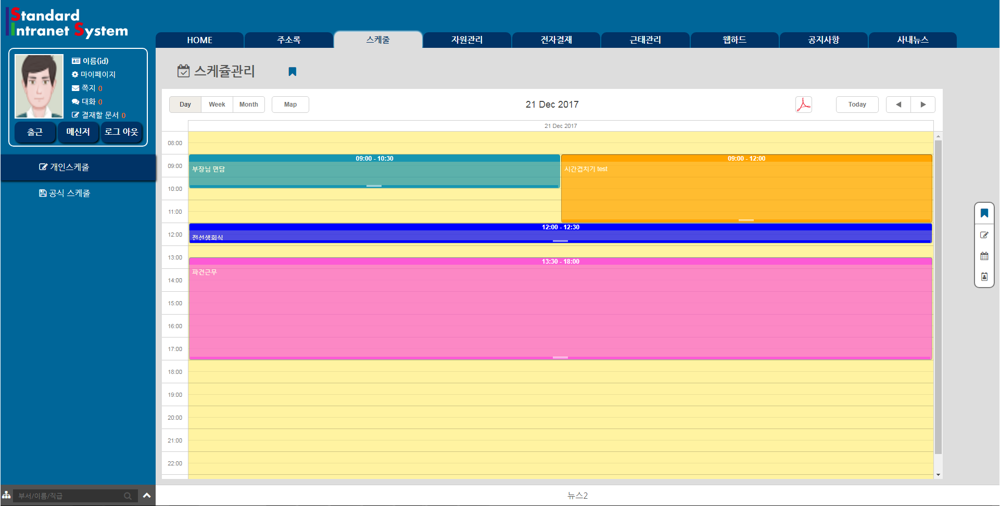 Standard
Intranet System
HOME
주소록
스케줄
자원관리
전자결재
근태관리
웹하드
공지사항
사내뉴스
이름(id)
마이페이지
쪽지 0
대화 0
결재할 문서 0
출근
메신저
로그 아웃
개인스케줄
공식 스케줄
스케쥴관리
Day
Week
Month
Map
21 Dec 2017
Today
21 Dec 2017
08:00
09:00
10:00
11:00
12:00
13:00
14:00
15:00
16:00
17:00
18:00
19:00
20:00
21:00
22:00
09:00 - 10:30
부장님 면담
09:00 - 12:00
시간겹치기 test
12:00 - 12:30
전선생회식
13:30 - 18:00
파견근무
부서/이름/직급
뉴스2